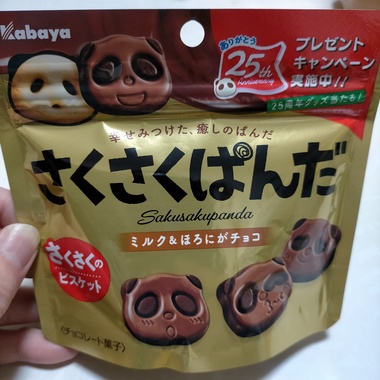 Kabaya
ありがとう
25th
Anniversary
プレゼント
キャンペーン
実施中!!
25周年グッズ当たる!
幸せみつけた、癒しのぱんだ
さくさくぱんだ
Sakusakupanda
ミルク&ほろにがチョコ
さくさくの
ビスケット
(チョコレート菓子)